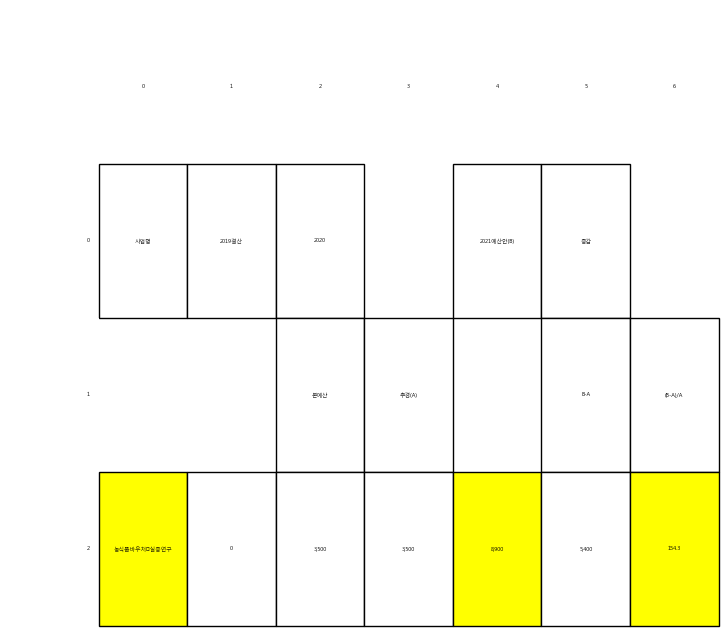 0 1 2 3 4 5 6
0 사업명 2019결산 2020 2021예산안(B) 증감
1 본예산 추경(A) B-A (B-A)/A
2 농식품바우처실증연구 0 3,500 3,500 8,900 5,400 154.3